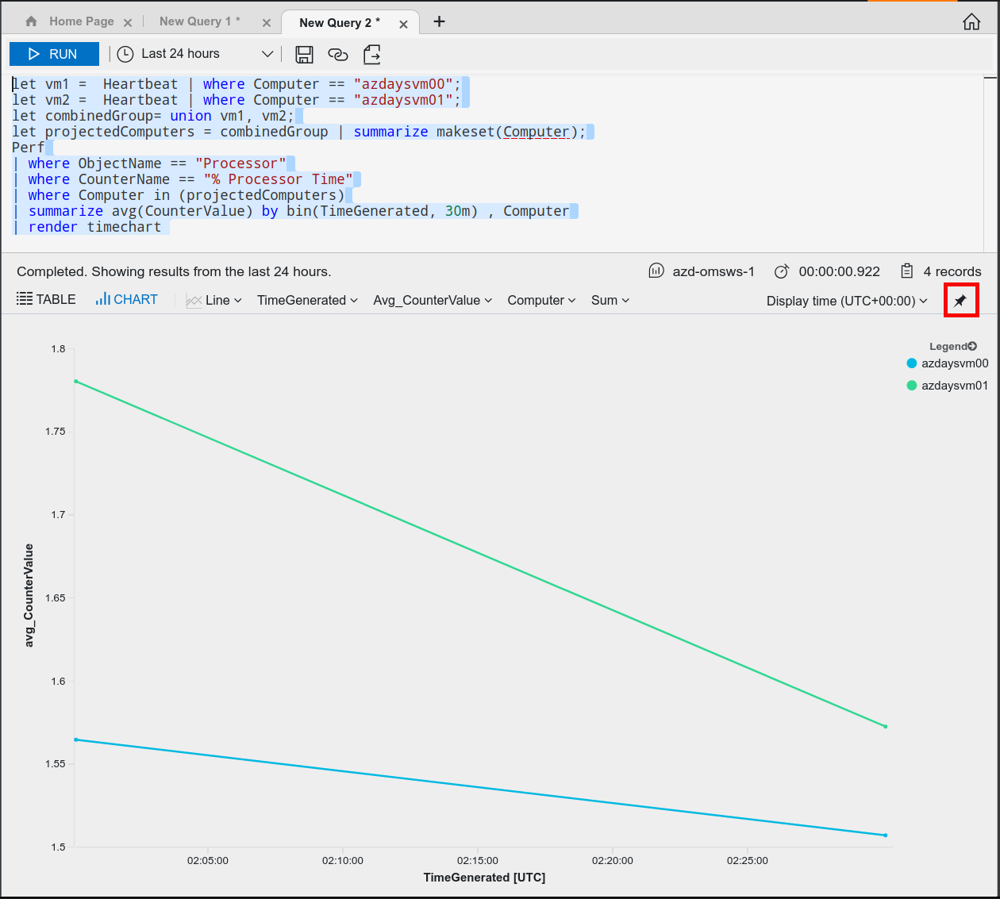 Home Page
New Query 1 *
New Query 2 *
RUN
Last 24 hours
let vm1 =  Heartbeat | where Computer == "azdaysvm00";
let vm2 =  Heartbeat | where Computer == "azdaysvm01";
let combinedGroup= union vm1, vm2;
let projectedComputers = combinedGroup | summarize makeset(Computer);
Perf
| where ObjectName == "Processor"
| where CounterName == "% Processor Time"
| where Computer in (projectedComputers)
| summarize avg(CounterValue) by bin(TimeGenerated, 30m) , Computer
| render timechart
Completed. Showing results from the last 24 hours.
azd-omsws-1
00:00:00.922
4 records
TABLE
CHART
Line
TimeGenerated
Avg_CounterValue
Computer
Sum
Display time (UTC+00:00)
Legend
azdaysvm00
azdaysvm01
avg_CounterValue
1.8
1.75
1.7
1.65
1.6
1.55
1.5
02:05:00
02:10:00
02:15:00
02:20:00
02:25:00
TimeGenerated [UTC]